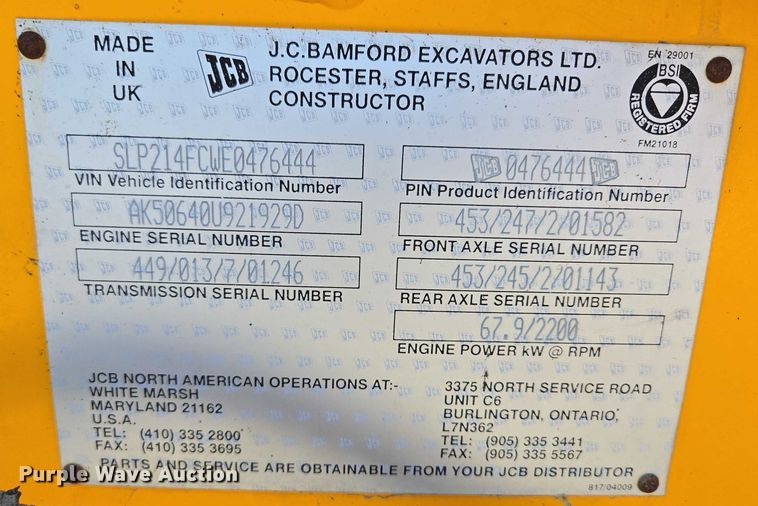 MADE
IN
UK
JCB
J.C.BAMFORD EXCAVATORS LTD.
ROCESTER, STAFFS, ENGLAND
CONSTRUCTOR
EN 29001
BSI
REGISTERED FIRM
FM21018
SLP214FCWE0476444
VIN Vehicle Identification Number
JCB 0476444 JCB
PIN Product Identification Number
AK50640U921929D
ENGINE SERIAL NUMBER
453/247/2/01582
FRONT AXLE SERIAL NUMBER
449/013/7/01246
TRANSMISSION SERIAL NUMBER
453/245/2/01143
REAR AXLE SERIAL NUMBER
67.9/2200
ENGINE POWER kW @ RPM
JCB NORTH AMERICAN OPERATIONS AT:-
WHITE MARSH
MARYLAND 21162
U.S.A.
TEL: (410) 335 2800
FAX: (410) 335 3695
3375 NORTH SERVICE ROAD
UNIT C6
BURLINGTON, ONTARIO,
L7N362
TEL: (905) 335 3441
FAX: (905) 335 5567
PARTS AND SERVICE ARE OBTAINABLE FROM YOUR JCB DISTRIBUTOR
817/04009
Purple Wave Auction